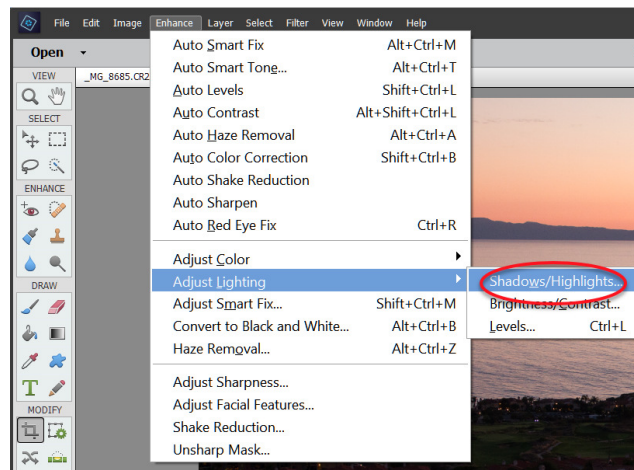 File Edit Image Enhance Layer Select Filter View Window Help
Open
VIEW
_MG_8685.CR2
SELECT
ENHANCE
DRAW
T
MODIFY
Auto Smart Fix Alt+Ctrl+M
Auto Smart Tone... Alt+Ctrl+T
Auto Levels Shift+Ctrl+L
Auto Contrast Alt+Shift+Ctrl+L
Auto Haze Removal Alt+Ctrl+A
Auto Color Correction Shift+Ctrl+B
Auto Shake Reduction
Auto Sharpen
Auto Red Eye Fix Ctrl+R
Adjust Color
Adjust Lighting
Adjust Smart Fix... Shift+Ctrl+M
Convert to Black and White... Alt+Ctrl+B
Haze Removal... Alt+Ctrl+Z
Adjust Sharpness...
Adjust Facial Features...
Shake Reduction...
Unsharp Mask...
Shadows/Highlights...
Brightness/Contrast...
Levels... Ctrl+L